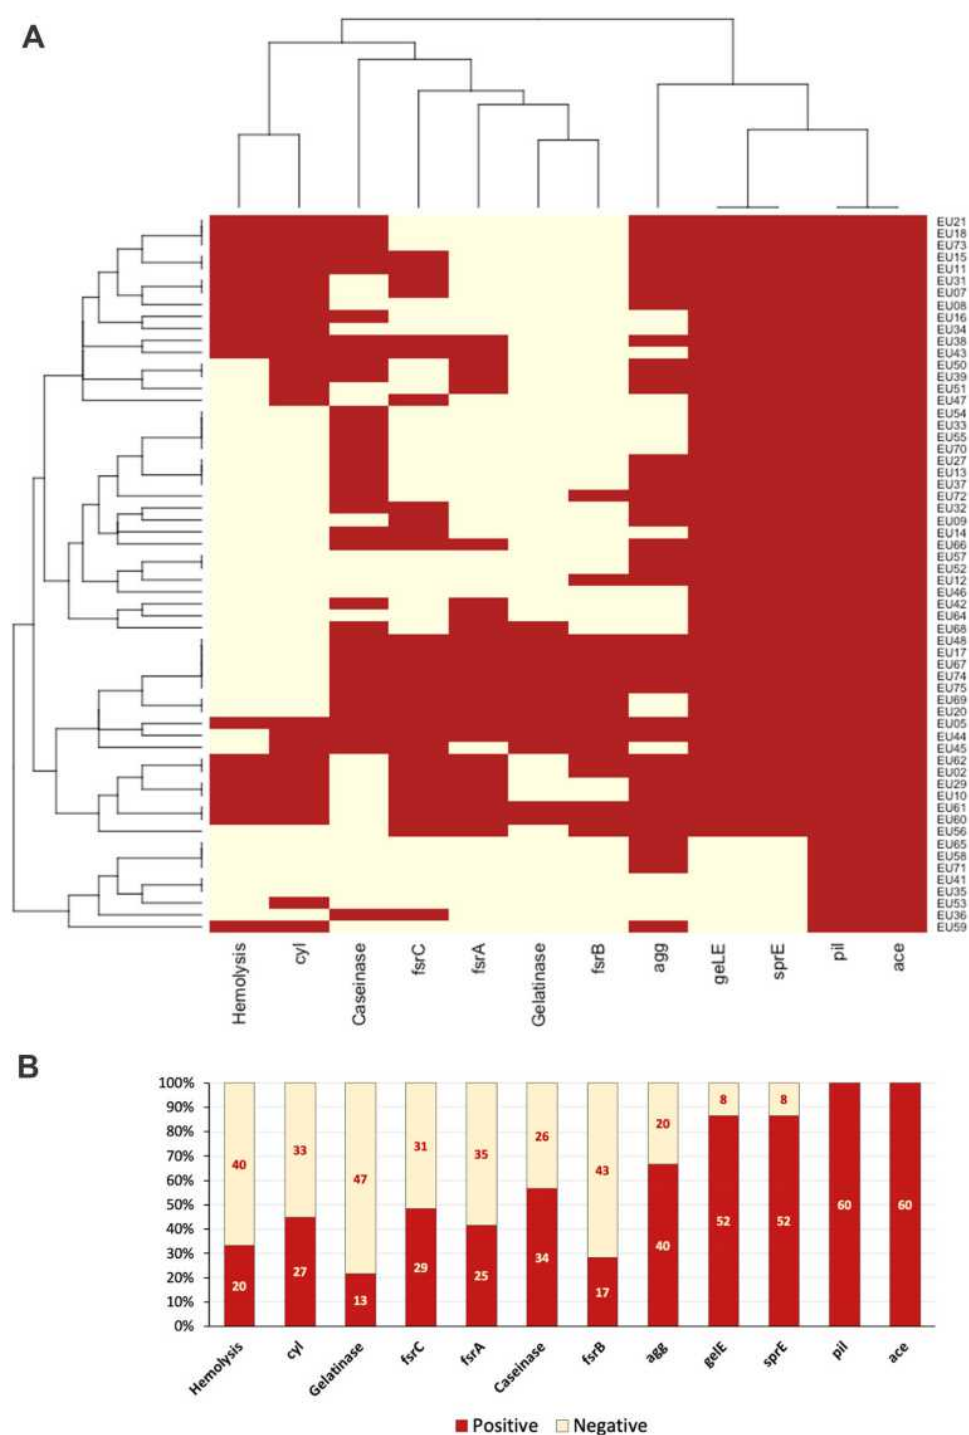 A
EU21
EU18
EU73
EU15
EU11
EU31
EU07
EU08
EU16
EU34
EU38
EU43
EU50
EU39
EU51
EU47
EU54
EU33
EU55
EU70
EU27
EU13
EU37
EU72
EU32
EU09
EU14
EU66
EU57
EU52
EU12
EU46
EU42
EU64
EU68
EU48
EU17
EU67
EU74
EU75
EU69
EU20
EU05
EU44
EU45
EU62
EU02
EU29
EU10
EU61
EU60
EU56
EU65
EU58
EU71
EU41
EU35
EU53
EU36
EU59
Hemolysis cyl Caseinase fsrC fsrA Gelatinase fsrB agg geLE sprE pil ace
B
100%
90% 8 8
80% 33 31 26 20
70% 40 47 35 43
60%
50% 52 52 60 60
40% 40
30% 27 29 25 34
20% 20 17
10% 13
0%
Hemolysis cyl Gelatinase fsrC fsrA Caseinase fsrB agg gelE sprE pil ace
Positive Negative